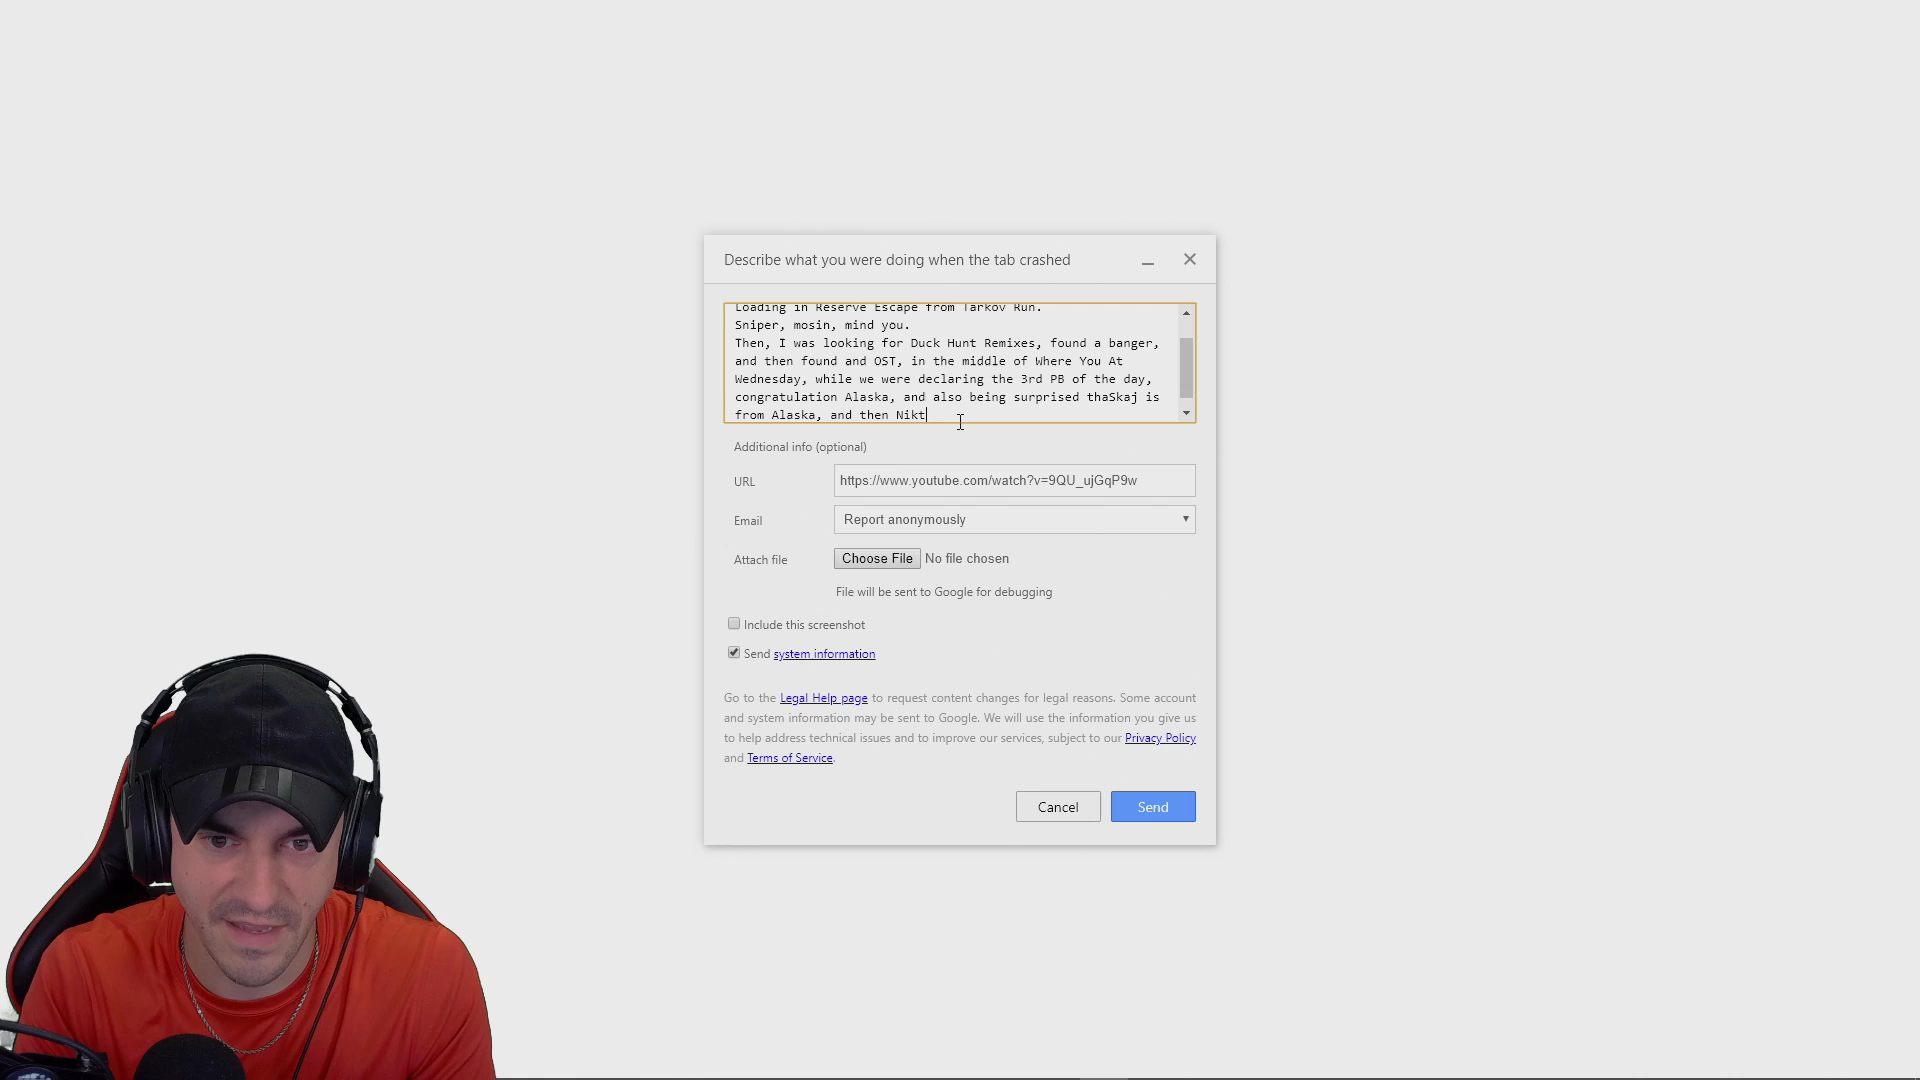 Describe what you were doing when the tab crashed
Loading in Reserve Escape from Tarkov Run.
Sniper, mosin, mind you.
Then, I was looking for Duck Hunt Remixes, found a banger,
and then found and OST, in the middle of Where You At
Wednesday, while we were declaring the 3rd PB of the day,
congratulation Alaska, and also being surprised thaSkaj is
from Alaska, and then Nikt
Additional info (optional)
URL
https://www.youtube.com/watch?v=9QU_ujGqP9w
Email
Report anonymously
Attach file
Choose File No file chosen
File will be sent to Google for debugging
Include this screenshot
Send system information
Go to the Legal Help page to request content changes for legal reasons. Some account
and system information may be sent to Google. We will use the information you give us
to help address technical issues and to improve our services, subject to our Privacy Policy
and Terms of Service.
Cancel
Send